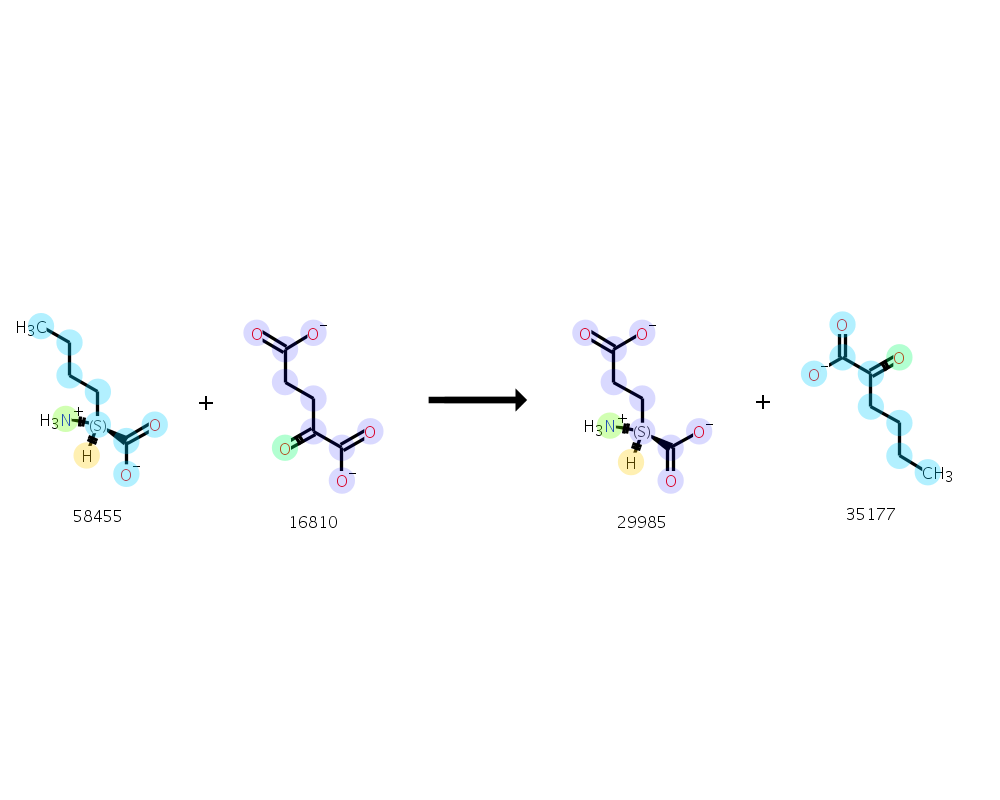 H3C
H3N+
(S)
O
H
O−
58455
+
O
O−
O
O
O−
16810
O
O−
H3N+
(S)
O−
H
O
29985
+
O
O−
O
CH3
35177